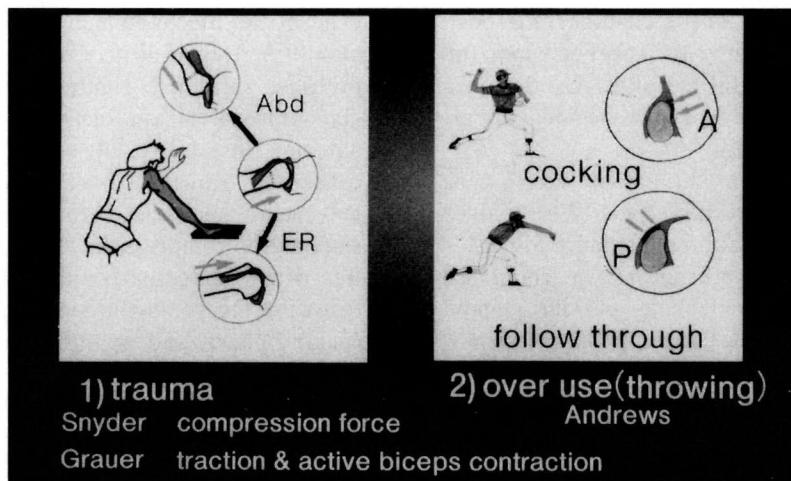 Abd
ER
1) trauma
Snyder compression force
Grauer traction & active biceps contraction
A
cocking
P
follow through
2) over use(throwing)
Andrews